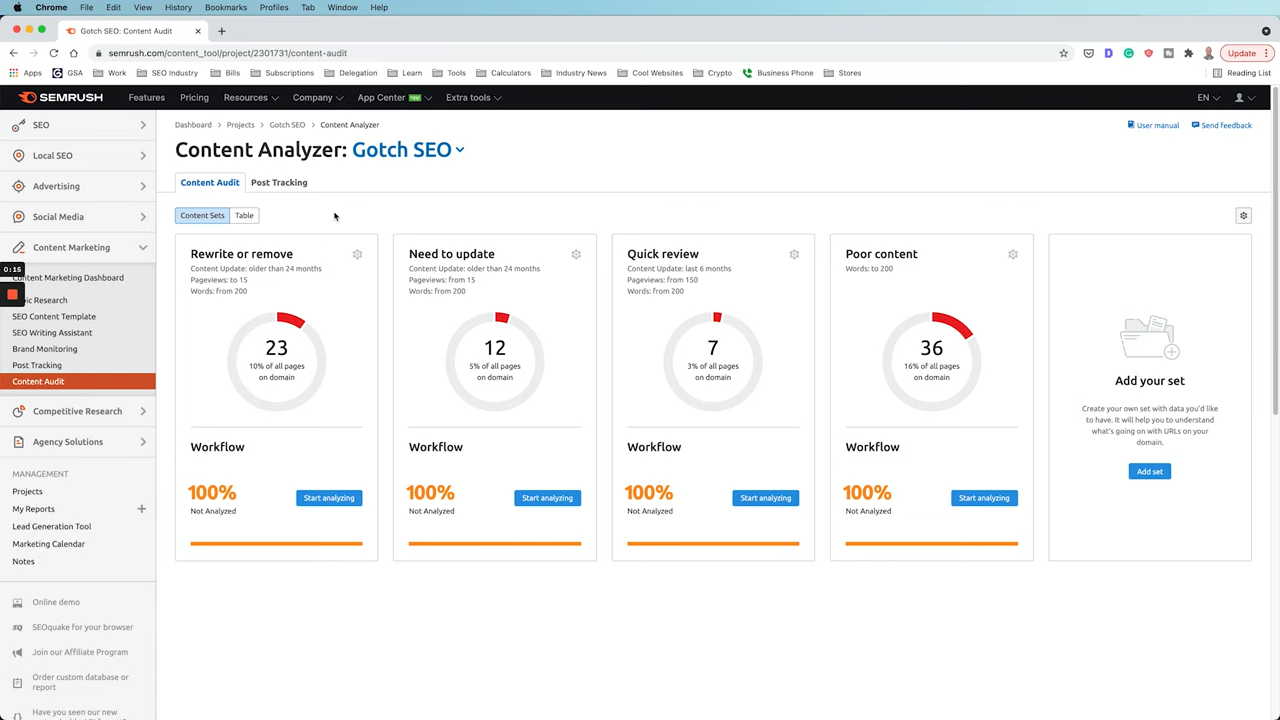 Chrome File Edit View History Bookmarks Profiles Tab Window Help
Gotch SEO: Content Audit
semrush.com/content_tool/project/2301731/content-audit
Update
Apps GSA Work SEO Industry Bills Subscriptions Delegation Learn Tools Calculators Industry News Cool Websites Crypto Business Phone Stores Reading List
SEMRUSH Features Pricing Resources Company App Center NEW Extra tools EN
SEO
Local SEO
Advertising
Social Media
Content Marketing
0:15
ontent Marketing Dashboard
ic Research
SEO Content Template
SEO Writing Assistant
Brand Monitoring
Post Tracking
Content Audit
Competitive Research
Agency Solutions
MANAGEMENT
Projects
My Reports
Lead Generation Tool
Marketing Calendar
Notes
Online demo
SQ SEOquake for your browser
Join our Affiliate Program
Order custom database or
report
Have you seen our new
Dashboard > Projects > Gotch SEO > Content Analyzer
User manual Send feedback
Content Analyzer: Gotch SEO
Content Audit Post Tracking
Content Sets Table
Rewrite or remove
Content Update: older than 24 months
Pageviews: to 15
Words: from 200
23
10% of all pages
on domain
Workflow
100%
Not Analyzed
Start analyzing
Need to update
Content Update: older than 24 months
Pageviews: from 15
Words: from 200
12
5% of all pages
on domain
Workflow
100%
Not Analyzed
Start analyzing
Quick review
Content Update: last 6 months
Pageviews: from 150
Words: from 200
7
3% of all pages
on domain
Workflow
100%
Not Analyzed
Start analyzing
Poor content
Words: to 200
36
16% of all pages
on domain
Workflow
100%
Not Analyzed
Start analyzing
Add your set
Create your own set with data you'd like
to have. It will help you to understand
what's going on with URLs on your
domain.
Add set